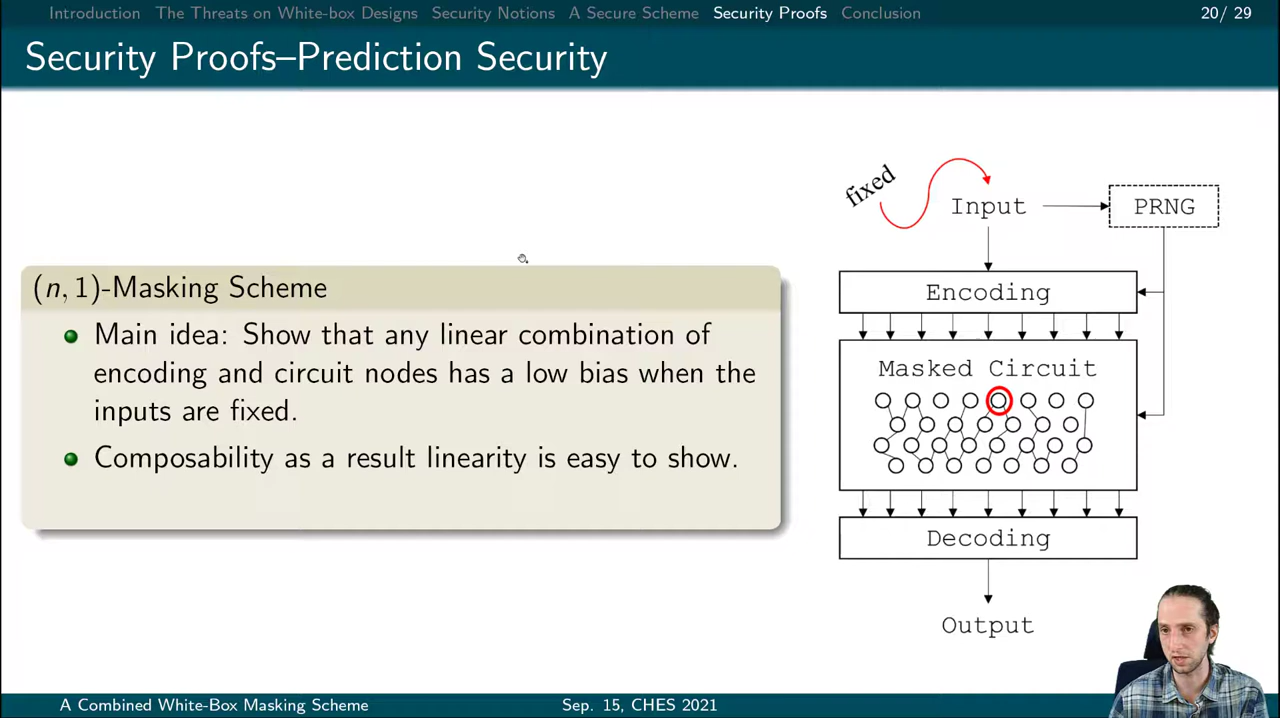 Introduction The Threats on White-box Designs Security Notions A Secure Scheme Security Proofs Conclusion 20/ 29
Security Proofs–Prediction Security
(n, 1)-Masking Scheme
Main idea: Show that any linear combination of
encoding and circuit nodes has a low bias when the
inputs are fixed.
Composability as a result linearity is easy to show.
fixed
Input
PRNG
Encoding
Masked Circuit
Decoding
Output
A Combined White-Box Masking Scheme Sep. 15, CHES 2021